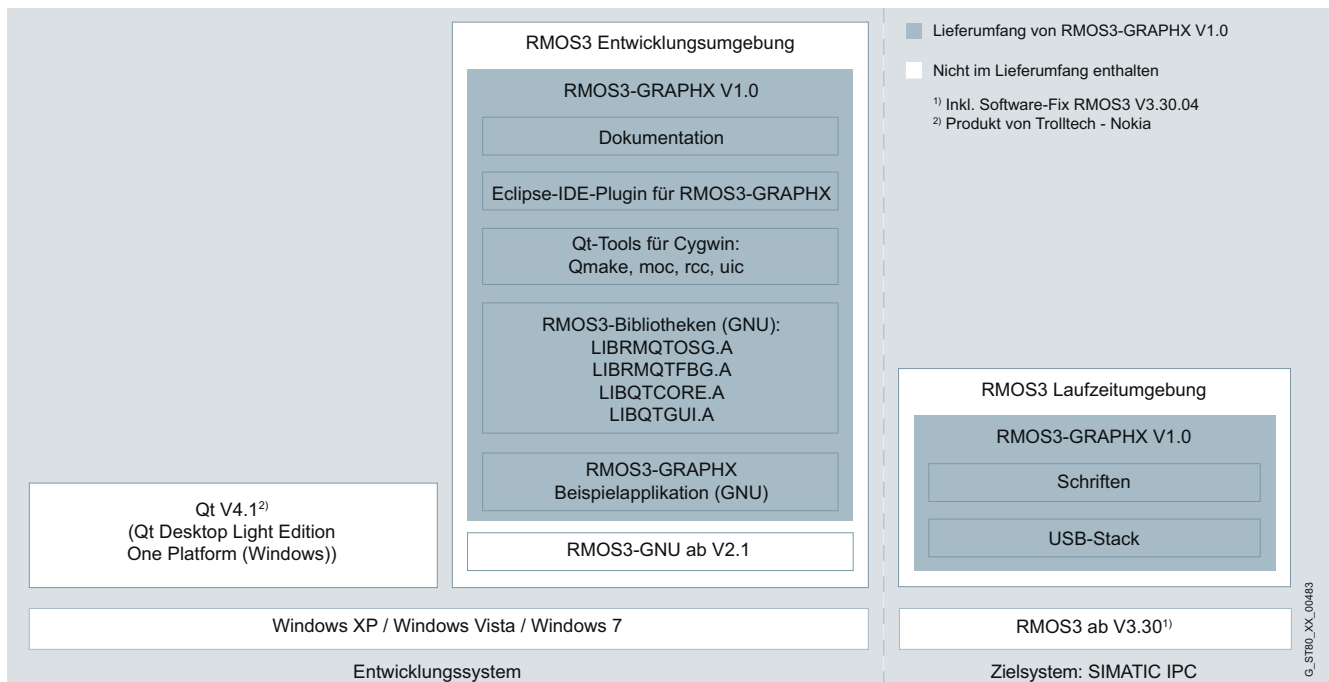 RMOS3 Entwicklungsumgebung
RMOS3-GRAPHX V1.0
Dokumentation
Eclipse-IDE-Plugin für RMOS3-GRAPHX
Qt-Tools für Cygwin:
Qmake, moc, rcc, uic
RMOS3-Bibliotheken (GNU):
LIBRMQTOSG.A
LIBRMQTFBG.A
LIBQTCORE.A
LIBQTGUI.A
RMOS3-GRAPHX
Beispielapplikation (GNU)
RMOS3-GNU ab V2.1
Qt V4.1²⁾
(Qt Desktop Light Edition
One Platform (Windows))
Windows XP / Windows Vista / Windows 7
Entwicklungssystem
Lieferumfang von RMOS3-GRAPHX V1.0
Nicht im Lieferumfang enthalten
¹⁾ Inkl. Software-Fix RMOS3 V3.30.04
²⁾ Produkt von Trolltech - Nokia
RMOS3 Laufzeitumgebung
RMOS3-GRAPHX V1.0
Schriften
USB-Stack
RMOS3 ab V3.30¹⁾
Zielsystem: SIMATIC IPC
G_ST80_XX_00483